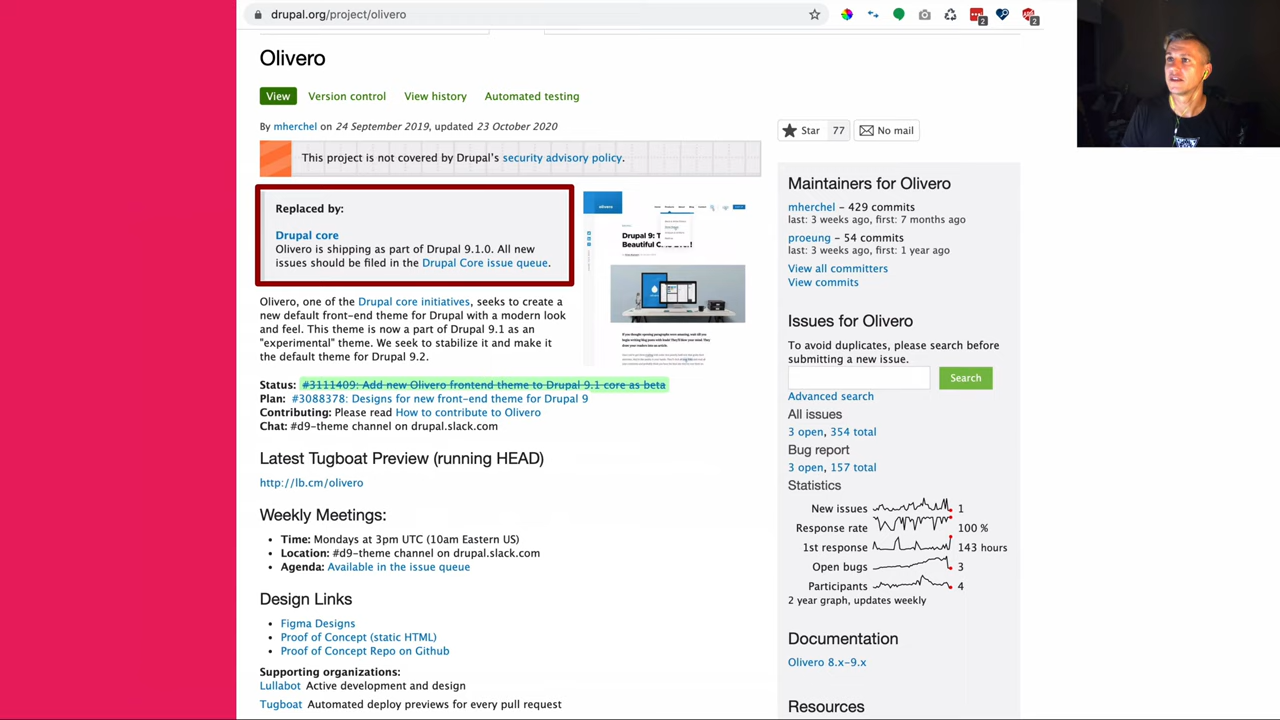 drupal.org/project/olivero
2
2
Olivero
View Version control View history Automated testing
By mherchel on 24 September 2019, updated 23 October 2020
This project is not covered by Drupal's security advisory policy.
Replaced by:
Drupal core
Olivero is shipping as part of Drupal 9.1.0. All new
issues should be filed in the Drupal Core issue queue.
Olivero, one of the Drupal core initiatives, seeks to create a
new default front-end theme for Drupal with a modern look
and feel. This theme is now a part of Drupal 9.1 as an
"experimental" theme. We seek to stabilize it and make it
the default theme for Drupal 9.2.
Status: #3111409: Add new Olivero frontend theme to Drupal 9.1 core as beta
Plan: #3088378: Designs for new front-end theme for Drupal 9
Contributing: Please read How to contribute to Olivero
Chat: #d9-theme channel on drupal.slack.com
Latest Tugboat Preview (running HEAD)
http://lb.cm/olivero
Weekly Meetings:
• Time: Mondays at 3pm UTC (10am Eastern US)
• Location: #d9-theme channel on drupal.slack.com
• Agenda: Available in the issue queue
Design Links
• Figma Designs
• Proof of Concept (static HTML)
• Proof of Concept Repo on Github
Supporting organizations:
Lullabot Active development and design
Tugboat Automated deploy previews for every pull request
olivero
Drupal 9: T
Beautiful
Star 77 No mail
Maintainers for Olivero
mherchel – 429 commits
last: 3 weeks ago, first: 7 months ago
proeung – 54 commits
last: 3 weeks ago, first: 1 year ago
View all committers
View commits
Issues for Olivero
To avoid duplicates, please search before
submitting a new issue.
Search
Advanced search
All issues
3 open, 354 total
Bug report
3 open, 157 total
Statistics
New issues 1
Response rate 100 %
1st response 143 hours
Open bugs 3
Participants 4
2 year graph, updates weekly
Documentation
Olivero 8.x-9.x
Resources